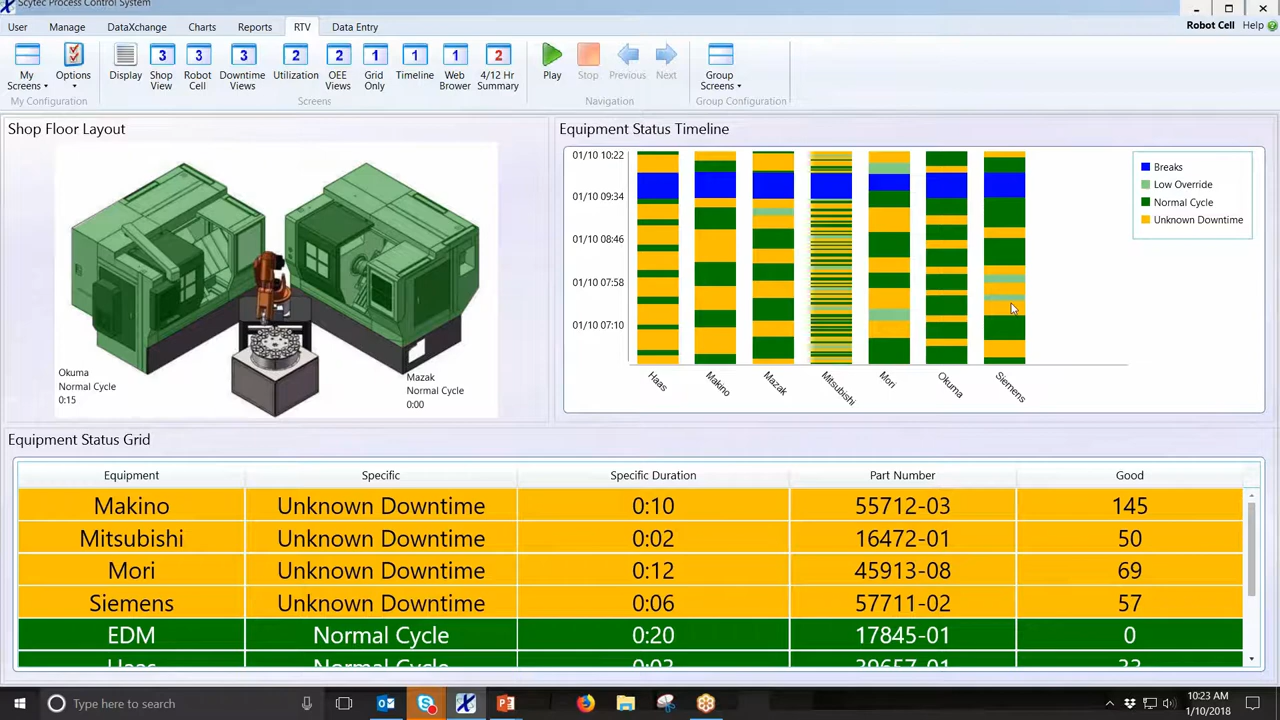 Scytec Process Control System
User Manage DataXchange Charts Reports RTV Data Entry
Robot Cell Help
My Screens
Options
Display
3 Shop View
3 Robot Cell
3 Downtime Views
2 Utilization
2 OEE Views
1 Grid Only
1 Timeline
1 Web Brower
2 4/12 Hr Summary
Play
Stop
Previous
Next
Group Screens
My Configuration
Screens
Navigation
Group Configuration
Shop Floor Layout
Okuma
Normal Cycle
0:15
Mazak
Normal Cycle
0:00
Equipment Status Timeline
01/10 10:22
01/10 09:34
01/10 08:46
01/10 07:58
01/10 07:10
Haas
Makino
Mazak
Mitsubishi
Mori
Okuma
Siemens
Breaks
Low Override
Normal Cycle
Unknown Downtime
Equipment Status Grid
Equipment Specific Specific Duration Part Number Good
Makino Unknown Downtime 0:10 55712-03 145
Mitsubishi Unknown Downtime 0:02 16472-01 50
Mori Unknown Downtime 0:12 45913-08 69
Siemens Unknown Downtime 0:06 57711-02 57
EDM Normal Cycle 0:20 17845-01 0
Haas Normal Cycle 0:03 39657-01 33
Type here to search
10:23 AM
1/10/2018